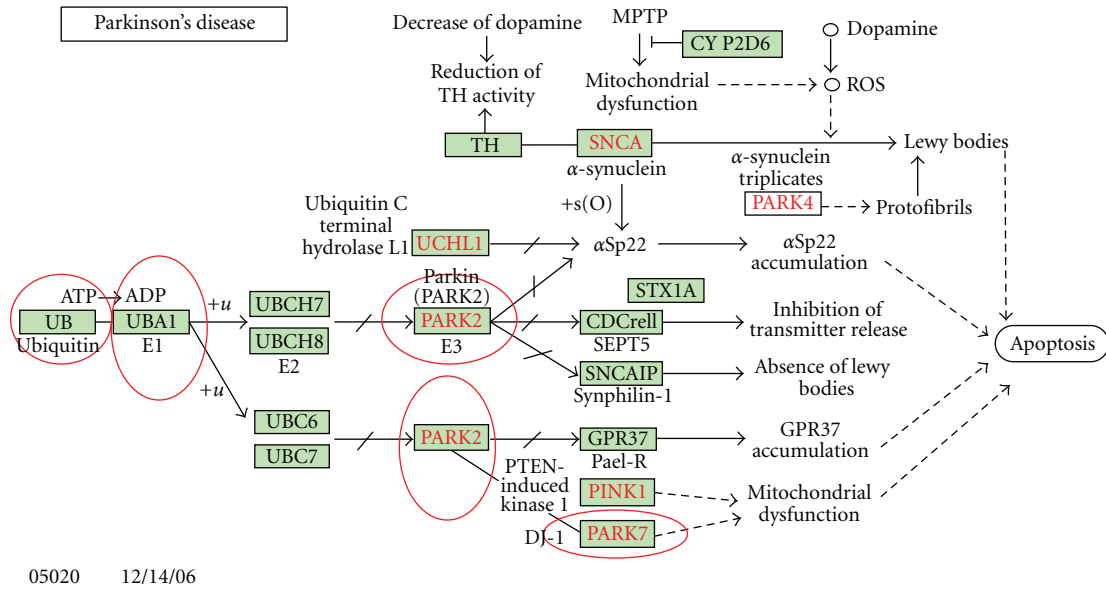 Parkinson's disease
Decrease of dopamine
MPTP
CY P2D6
Dopamine
Reduction of
TH activity
Mitochondrial
dysfunction
ROS
TH
SNCA
α-synuclein
Lewy bodies
α-synuclein
triplicates
PARK4
Protofibrils
+s(O)
Ubiquitin C
terminal
hydrolase L1
UCHL1
αSp22
αSp22
accumulation
ATP
ADP
+u
UB
Ubiquitin
UBA1
E1
UBCH7
UBCH8
E2
Parkin
(PARK2)
PARK2
E3
STX1A
CDCrell
SEPT5
Inhibition of
transmitter release
Apoptosis
SNCAIP
Synphilin-1
Absence of lewy
bodies
+u
UBC6
UBC7
PARK2
GPR37
Pael-R
GPR37
accumulation
PTEN-
induced
kinase 1
PINK1
Mitochondrial
dysfunction
DJ-1
PARK7
05020 12/14/06